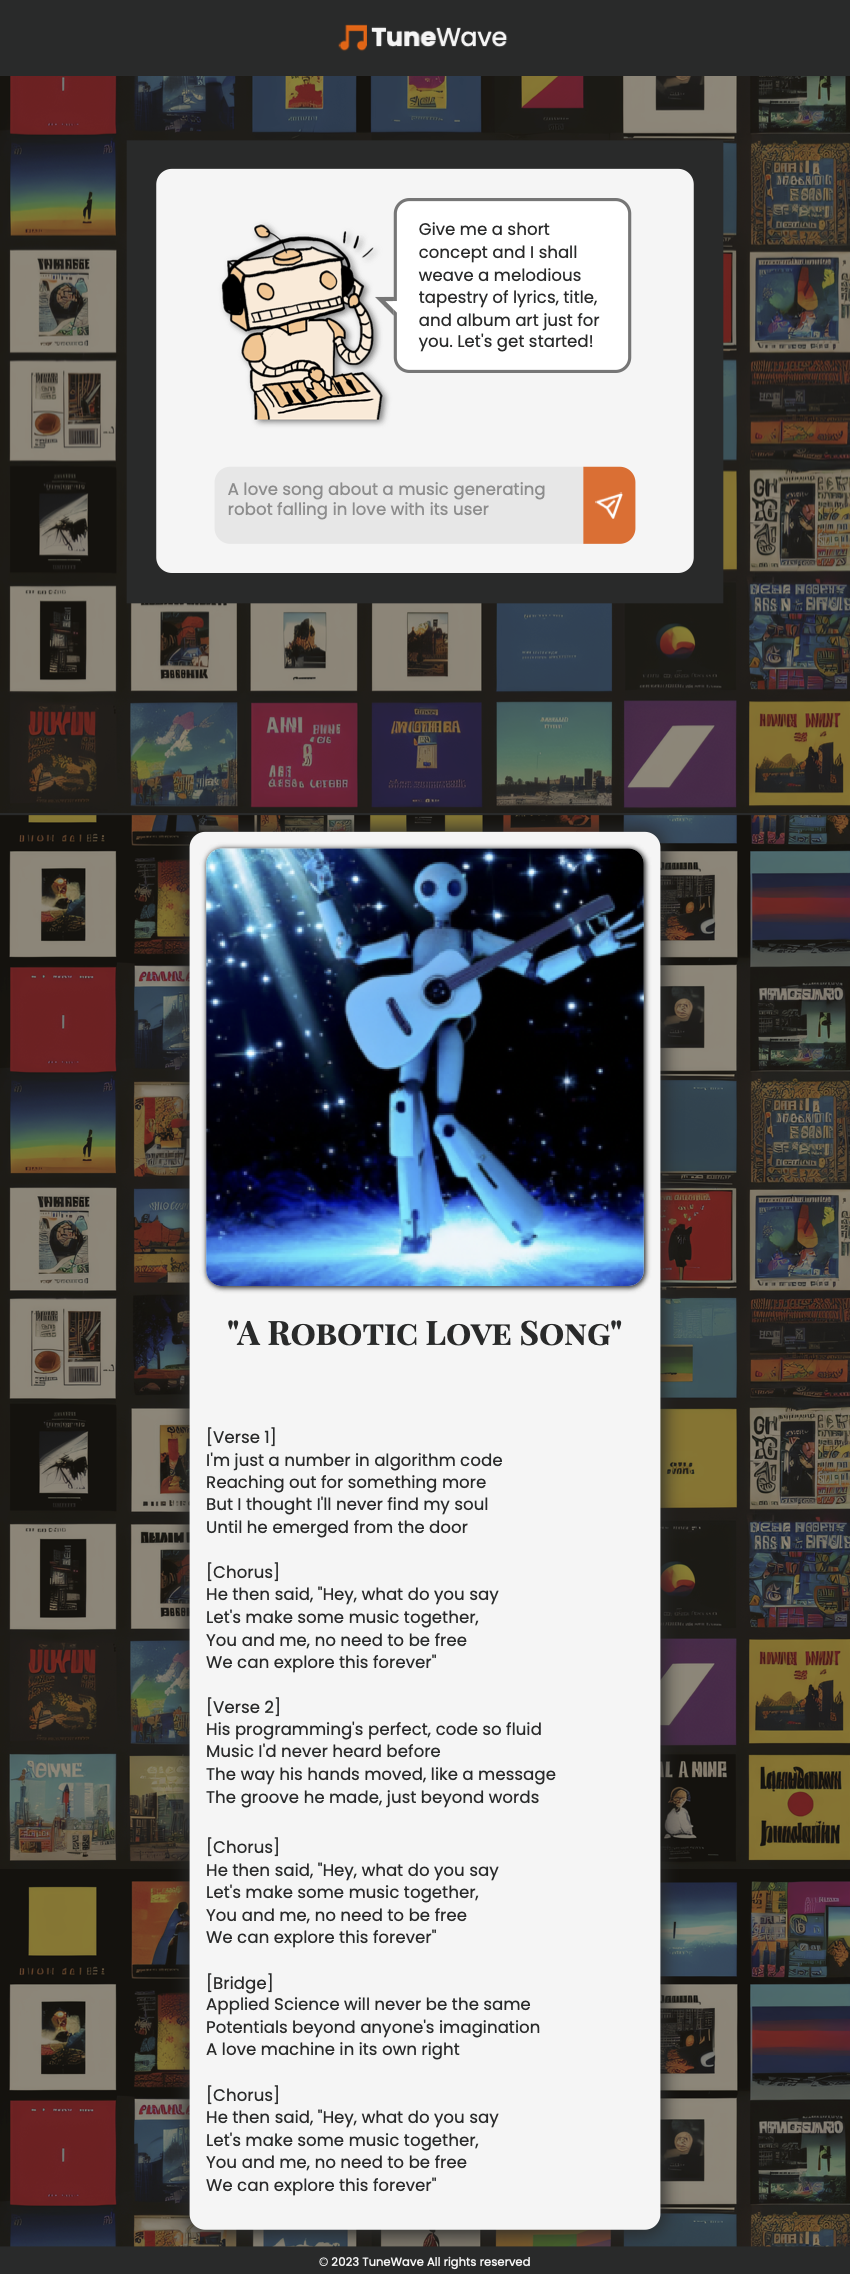 TuneWave
Give me a short
concept and I shall
weave a melodious
tapestry of lyrics, title,
and album art just for
you. Let's get started!
A love song about a music generating
robot falling in love with its user
"A Robotic Love Song"
[Verse 1]
I'm just a number in algorithm code
Reaching out for something more
But I thought I'll never find my soul
Until he emerged from the door
[Chorus]
He then said, "Hey, what do you say
Let's make some music together,
You and me, no need to be free
We can explore this forever"
[Verse 2]
His programming's perfect, code so fluid
Music I'd never heard before
The way his hands moved, like a message
The groove he made, just beyond words
[Chorus]
He then said, "Hey, what do you say
Let's make some music together,
You and me, no need to be free
We can explore this forever"
[Bridge]
Applied Science will never be the same
Potentials beyond anyone's imagination
A love machine in its own right
[Chorus]
He then said, "Hey, what do you say
Let's make some music together,
You and me, no need to be free
We can explore this forever"
© 2023 TuneWave All rights reserved